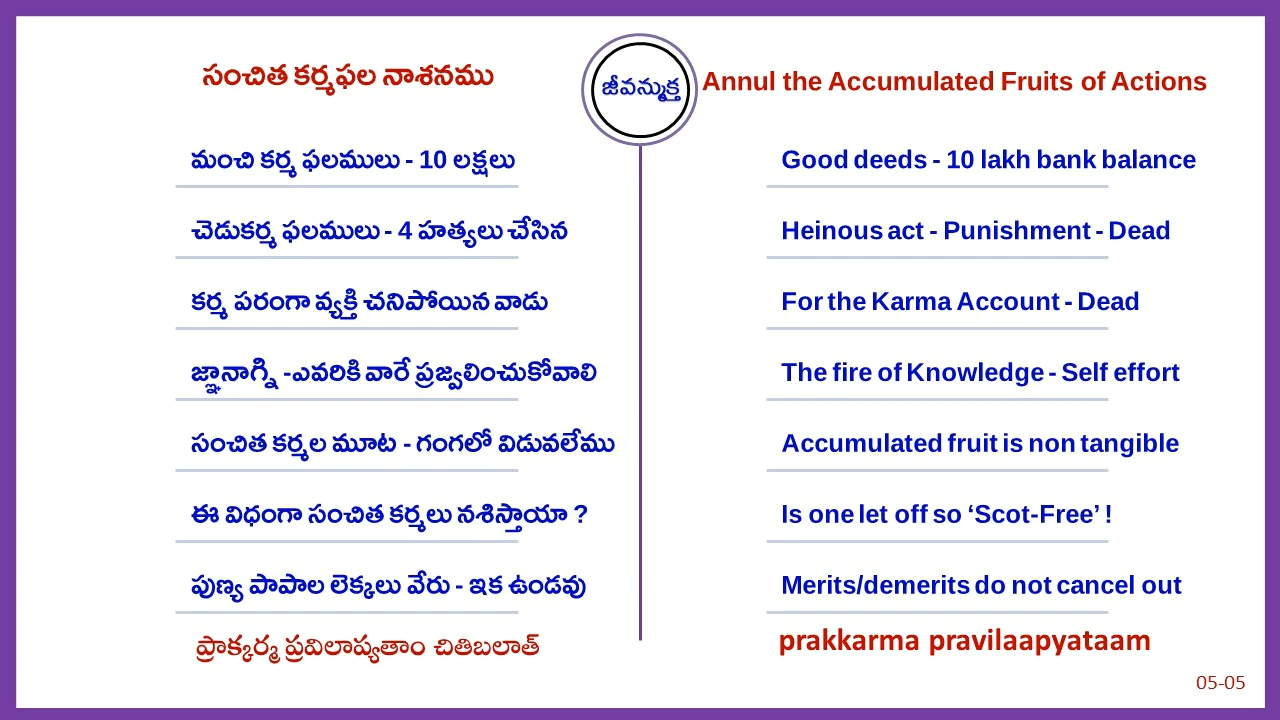 సంచిత కర్మఫల నాశనము
జీవన్ముక్త
Annul the Accumulated Fruits of Actions
మంచి కర్మ ఫలములు - 10 లక్షలు
చెడుకర్మ ఫలములు - 4 హత్యలు చేసిన
కర్మ పరంగా వ్యక్తి చనిపోయిన వాడు
జ్ఞానాగ్ని -ఎవరికి వారే ప్రజ్వలించుకోవాలి
సంచిత కర్మల మూట - గంగలో విడువలేము
ఈ విధంగా సంచిత కర్మలు నశిస్తాయా ?
పుణ్య పాపాల లెక్కలు వేరు - ఇక ఉండవు
ప్రాక్కర్మ ప్రవిలాప్యతాం చితిబలాత్
Good deeds - 10 lakh bank balance
Heinous act - Punishment - Dead
For the Karma Account - Dead
The fire of Knowledge - Self effort
Accumulated fruit is non tangible
Is one let off so ‘Scot-Free’ !
Merits/demerits do not cancel out
prakkarma pravilaapyataam
05-05